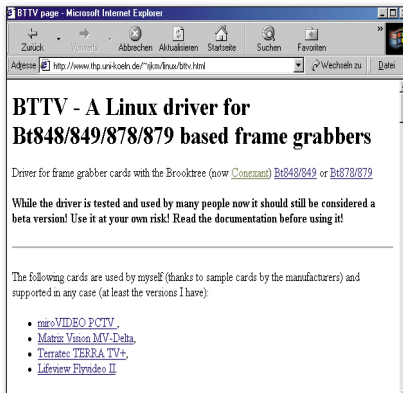 BTTV page - Microsoft Internet Explorer
Zurück Vorwärts Abbrechen Aktualisieren Startseite Suchen Favoriten »
Adresse http://www.thp.uni-koeln.de/~rjkm/linux/bttv.html Wechseln zu Datei
BTTV - A Linux driver for
Bt848/849/878/879 based frame grabbers
Driver for frame grabber cards with the Brooktree (now Conexant) Bt848/849 or Bt878/879
While the driver is tested and used by many people now it should still be considered a
beta version! Use it at your own risk! Read the documentation before using it!
The following cards are used by myself (thanks to sample cards by the manufacturers) and
supported in any case (at least the versions I have):
• miroVIDEO PCTV ,
• Matrix Vision MV-Delta,
• Terratec TERRA TV+,
• Lifeview Flyvideo II.